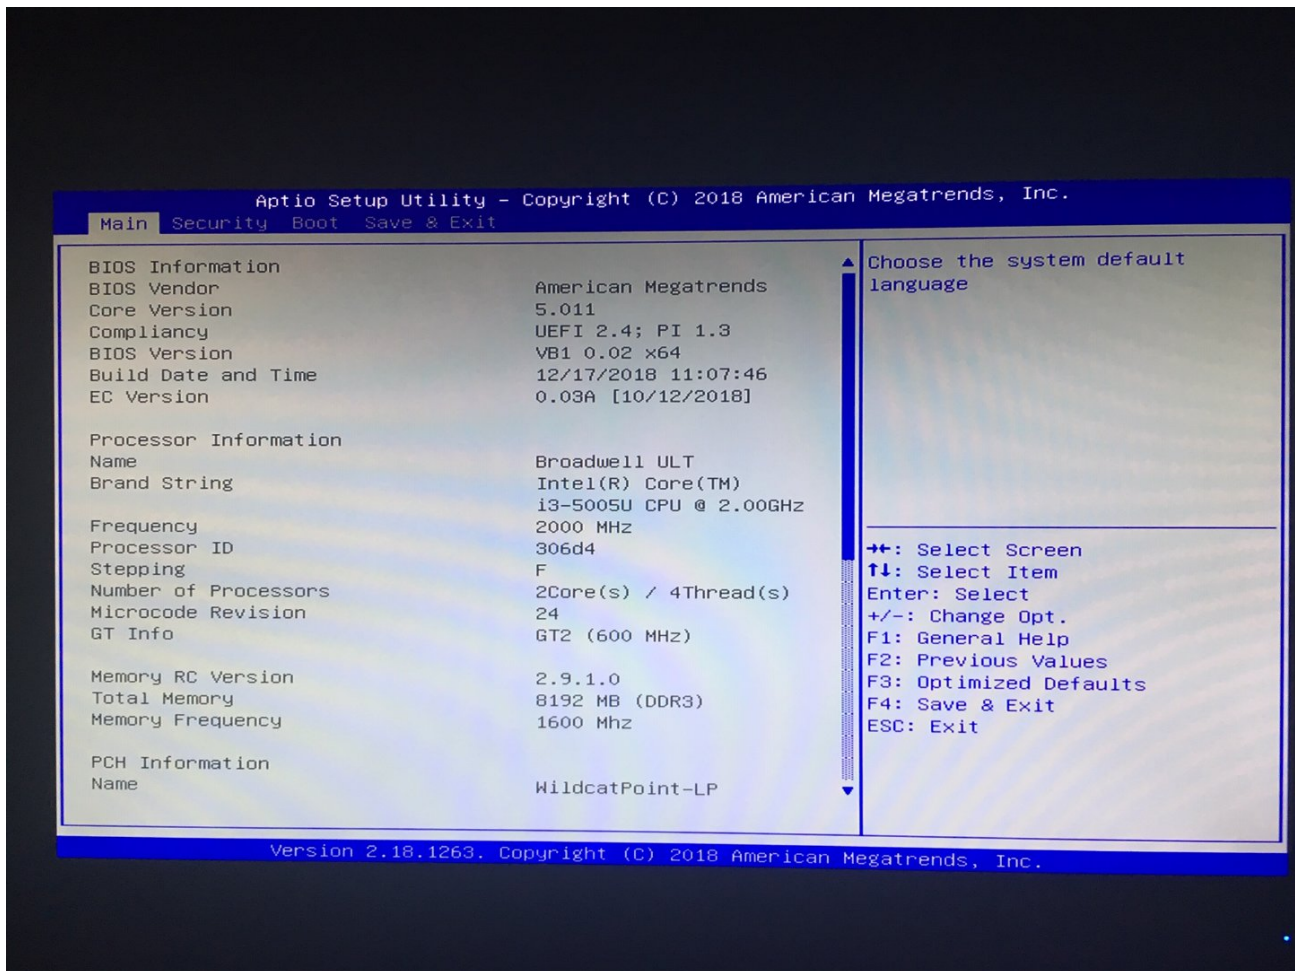 Aptio Setup Utility – Copyright (C) 2018 American Megatrends, Inc.
Main Security Boot Save & Exit
BIOS Information
BIOS Vendor American Megatrends
Core Version 5.011
Compliancy UEFI 2.4; PI 1.3
BIOS Version VB1 0.02 x64
Build Date and Time 12/17/2018 11:07:46
EC Version 0.03A [10/12/2018]
Processor Information
Name Broadwell ULT
Brand String Intel(R) Core(TM)
i3-5005U CPU @ 2.00GHz
Frequency 2000 MHz
Processor ID 306d4
Stepping F
Number of Processors 2Core(s) / 4Thread(s)
Microcode Revision 24
GT Info GT2 (600 MHz)
Memory RC Version 2.9.1.0
Total Memory 8192 MB (DDR3)
Memory Frequency 1600 Mhz
PCH Information
Name WildcatPoint-LP
Choose the system default
language
→←: Select Screen
↑↓: Select Item
Enter: Select
+/-: Change Opt.
F1: General Help
F2: Previous Values
F3: Optimized Defaults
F4: Save & Exit
ESC: Exit
Version 2.18.1263. Copyright (C) 2018 American Megatrends, Inc.